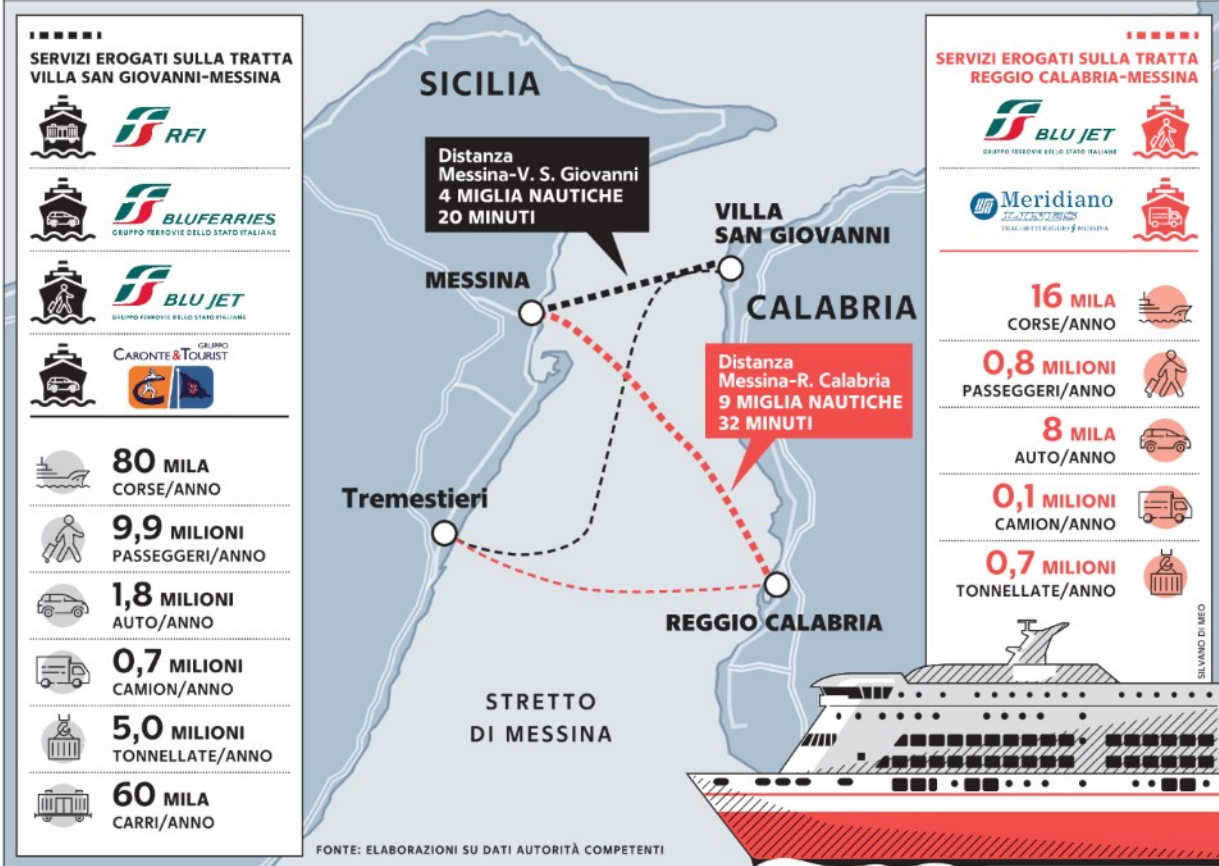 SERVIZI EROGATI SULLA TRATTA
VILLA SAN GIOVANNI-MESSINA
RFI
BLUFERRIES
GRUPPO FERROVIE DELLO STATO ITALIANE
BLU JET
GRUPPO FERROVIE DELLO STATO ITALIANE
GRUPPO
CARONTE & TOURIST
80 MILA
CORSE/ANNO
9,9 MILIONI
PASSEGGERI/ANNO
1,8 MILIONI
AUTO/ANNO
0,7 MILIONI
CAMION/ANNO
5,0 MILIONI
TONNELLATE/ANNO
60 MILA
CARRI/ANNO
SICILIA
Distanza
Messina-V. S. Giovanni
4 MIGLIA NAUTICHE
20 MINUTI
VILLA
SAN GIOVANNI
MESSINA
CALABRIA
Distanza
Messina-R. Calabria
9 MIGLIA NAUTICHE
32 MINUTI
Tremestieri
REGGIO CALABRIA
STRETTO
DI MESSINA
FONTE: ELABORAZIONI SU DATI AUTORITÀ COMPETENTI
SERVIZI EROGATI SULLA TRATTA
REGGIO CALABRIA-MESSINA
BLU JET
GRUPPO FERROVIE DELLO STATO ITALIANE
Meridiano
LINES
TRAGHETTI REGGIO MESSINA
16 MILA
CORSE/ANNO
0,8 MILIONI
PASSEGGERI/ANNO
8 MILA
AUTO/ANNO
0,1 MILIONI
CAMION/ANNO
0,7 MILIONI
TONNELLATE/ANNO
SILVANO DI MEO